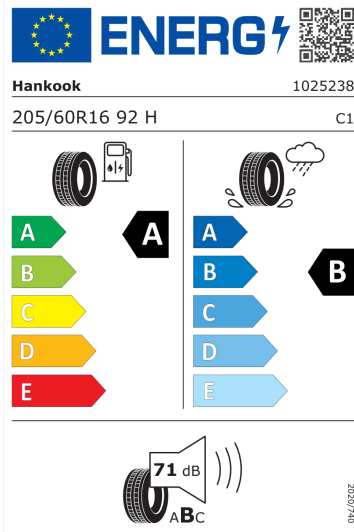 ENERG
Hankook 1025238
205/60R16 92 H C1
A A
B
C
D
E
A
B B
C
D
E
71 dB
ABC
2020/740